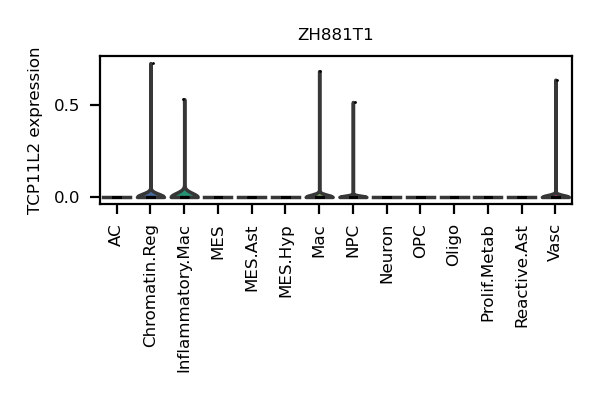 ZH881T1
TCP11L2 expression
0.5
0.0
AC
Chromatin.Reg
Inflammatory.Mac
MES
MES.Ast
MES.Hyp
Mac
NPC
Neuron
OPC
Oligo
Prolif.Metab
Reactive.Ast
Vasc